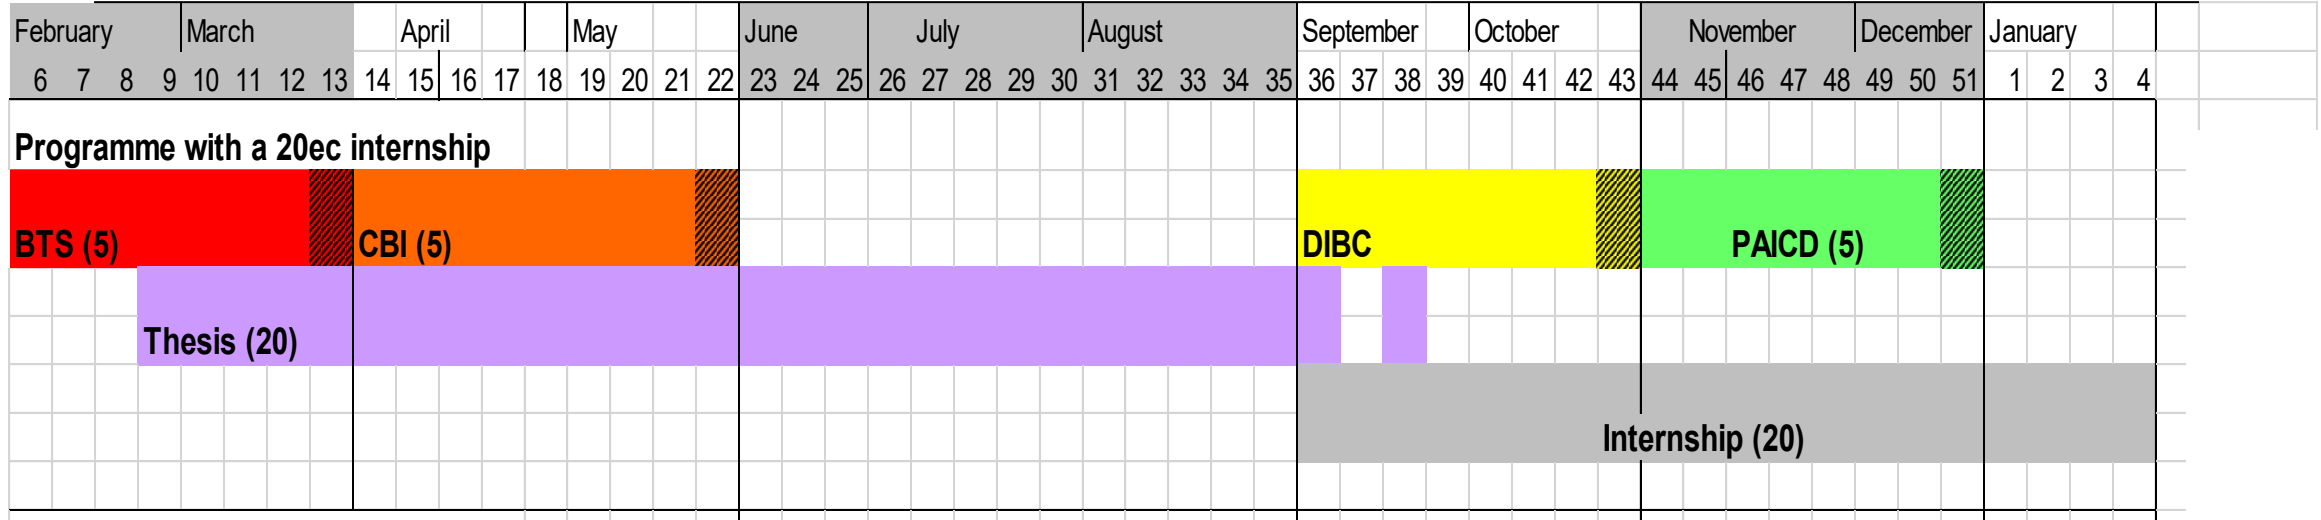 February March April May June July August September October November December January
6 7 8 9 10 11 12 13 14 15 16 17 18 19 20 21 22 23 24 25 26 27 28 29 30 31 32 33 34 35 36 37 38 39 40 41 42 43 44 45 46 47 48 49 50 51 1 2 3 4
Programme with a 20ec internship
BTS (5) CBI (5) DIBC PAICD (5)
Thesis (20)
Internship (20)